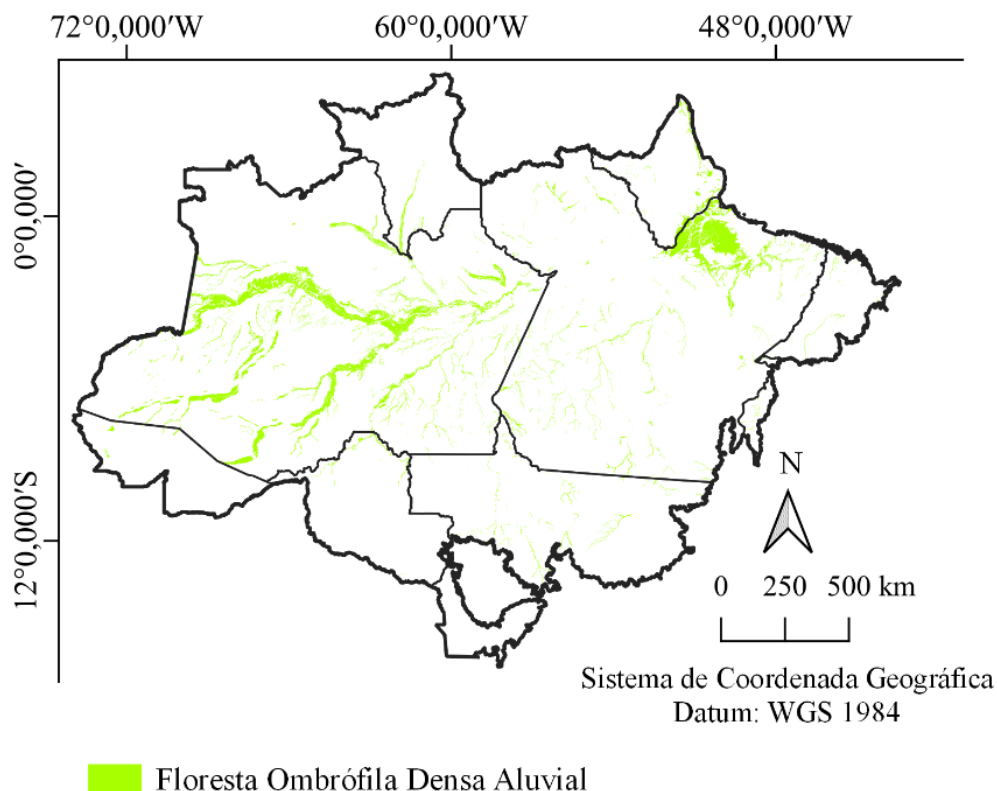 72°0,000′W 60°0,000′W 48°0,000′W
0°0,000′
12°0,000′S
N
0 250 500 km
Sistema de Coordenada Geográfica
Datum: WGS 1984
Floresta Ombrófila Densa Aluvial